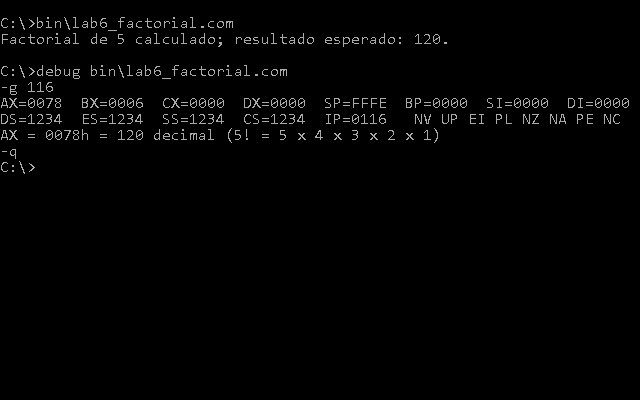 C:\>bin\lab6_factorial.com
Factorial de 5 calculado; resultado esperado: 120.
C:\>debug bin\lab6_factorial.com
-g 116
AX=0078  BX=0006  CX=0000  DX=0000  SP=FFFE  BP=0000  SI=0000  DI=0000
DS=1234  ES=1234  SS=1234  CS=1234  IP=0116   NV UP EI PL NZ NA PE NC
AX = 0078h = 120 decimal (5! = 5 x 4 x 3 x 2 x 1)
-q
C:\>